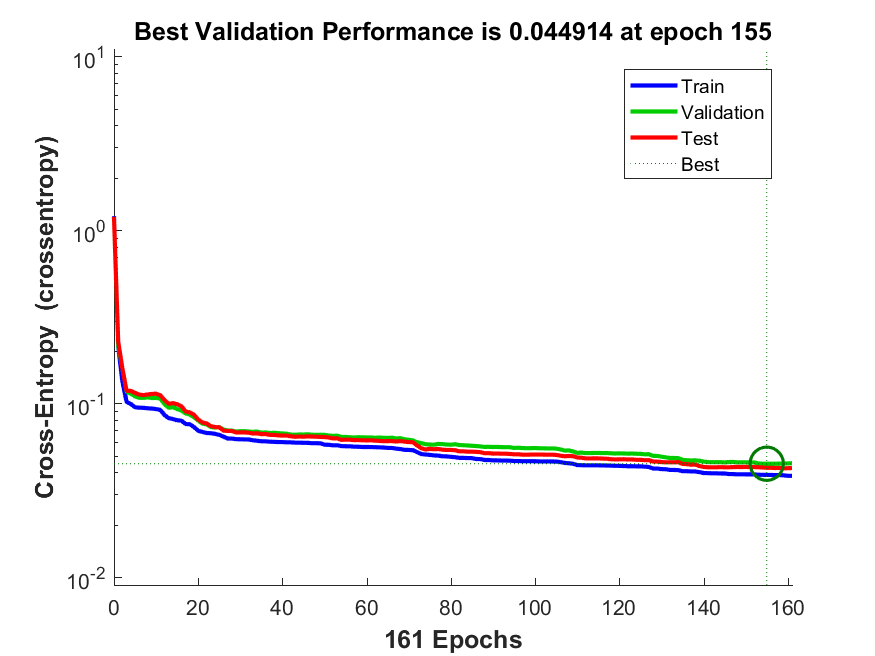 Best Validation Performance is 0.044914 at epoch 155
10^1
10^0
10^-1
10^-2
Cross-Entropy (crossentropy)
Train
Validation
Test
Best
0 20 40 60 80 100 120 140 160
161 Epochs